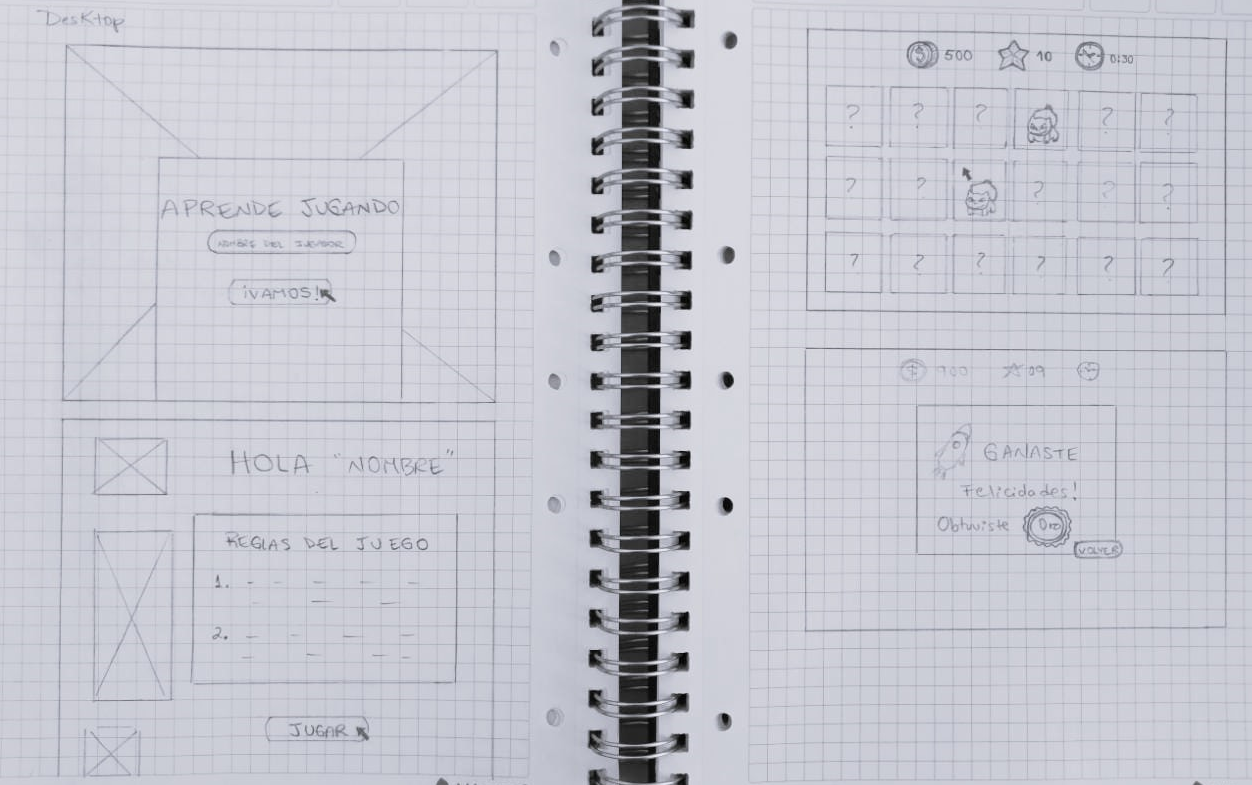 Desktop
APRENDE JUGANDO
NOMBRE DEL JUGADOR
¡VAMOS!
HOLA "NOMBRE"
REGLAS DEL JUEGO
1.
2.
JUGAR
$ 500 10 0:30
? ? ? ? ?
? ? ? ? ?
? ? ? ? ? ?
$ 09
GANASTE
Felicidades!
Obtuviste Oro
VOLVER